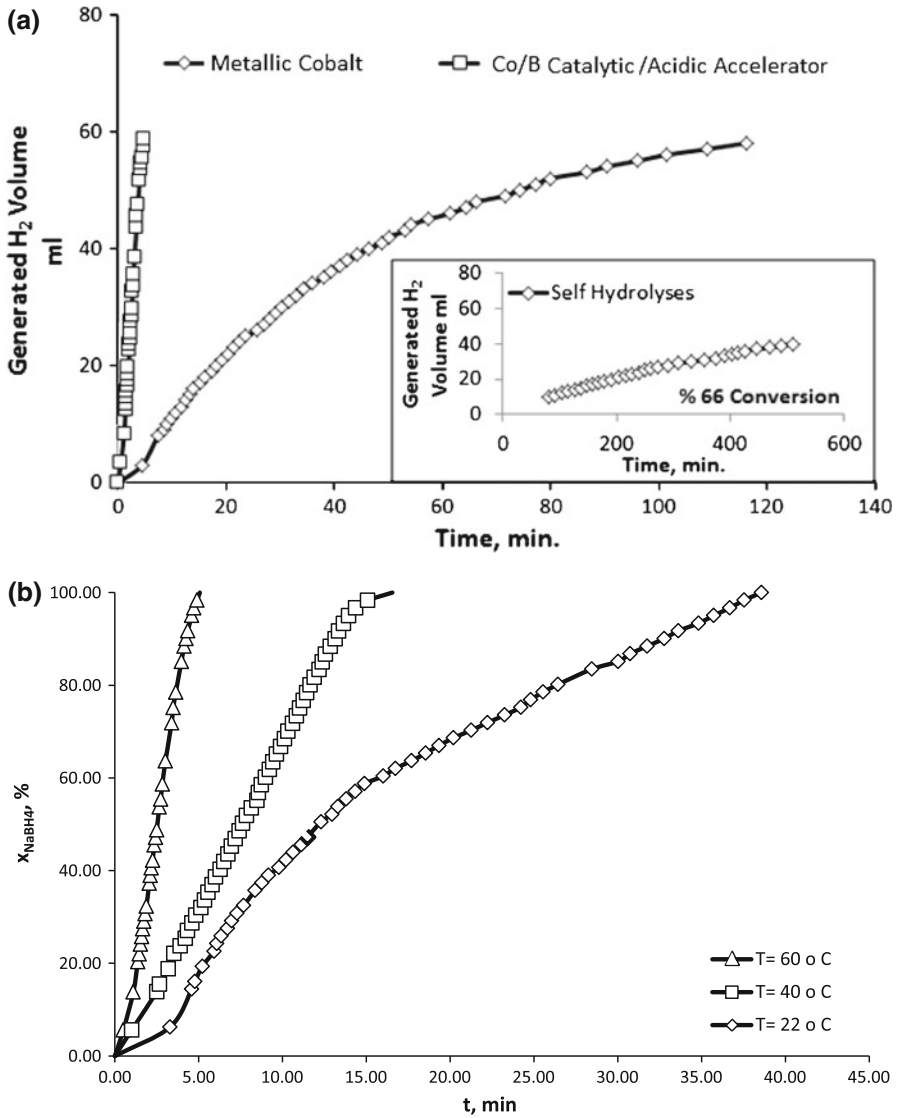 (a)
80
60
40
20
0
Generated H₂ Volume
ml
Metallic Cobalt
Co/B Catalytic /Acidic Accelerator
0 20 40 60 80 100 120 140
Time, min.
80
60
40
20
0
Generated H₂
Volume ml
Self Hydrolyses
% 66 Conversion
0 200 400 600
Time, min.
(b)
100.00
80.00
60.00
40.00
20.00
0.00
xNaBH4, %
T= 60 o C
T= 40 o C
T= 22 o C
0.00 5.00 10.00 15.00 20.00 25.00 30.00 35.00 40.00 45.00
t, min